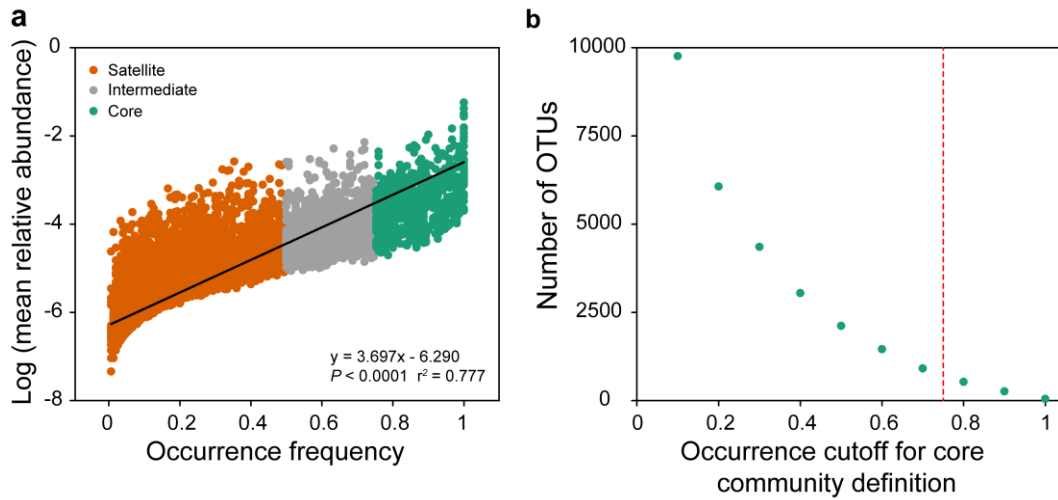 a
Log (mean relative abundance)
0
-2
-4
-6
-8
Satellite
Intermediate
Core
y = 3.697x - 6.290
P < 0.0001 r² = 0.777
0 0.2 0.4 0.6 0.8 1
Occurrence frequency
b
Number of OTUs
10000
7500
5000
2500
0
0 0.2 0.4 0.6 0.8 1
Occurrence cutoff for core
community definition